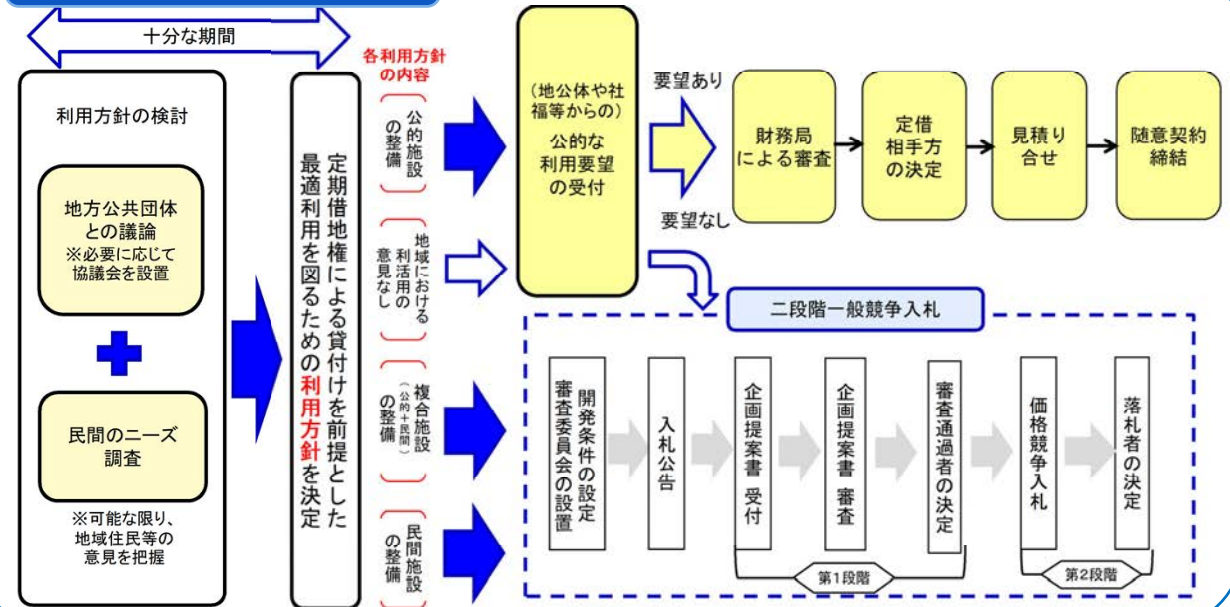 十分な期間
利用方針の検討
地方公共団体
との議論
※必要に応じて
協議会を設置
民間のニーズ
調査
※可能な限り、
地域住民等の
意見を把握
定期借地権による貸付けを前提とした
最適利用を図るための利用方針を決定
各利用方針
の内容
公的施設
の整備
地域における
利活用の
意見なし
複合施設
(公的+民間)
の整備
民間施設
の整備
(地公体や社
福等からの)
公的な
利用要望
の受付
要望あり
要望なし
財務局
による審査
定借
相手方
の決定
見積り
合せ
随意契約
締結
二段階一般競争入札
開発条件の設定
審査委員会の設置
入札公告
企画提案書 受付
企画提案書 審査
審査通過者の決定
価格競争入札
落札者の決定
第1段階
第2段階